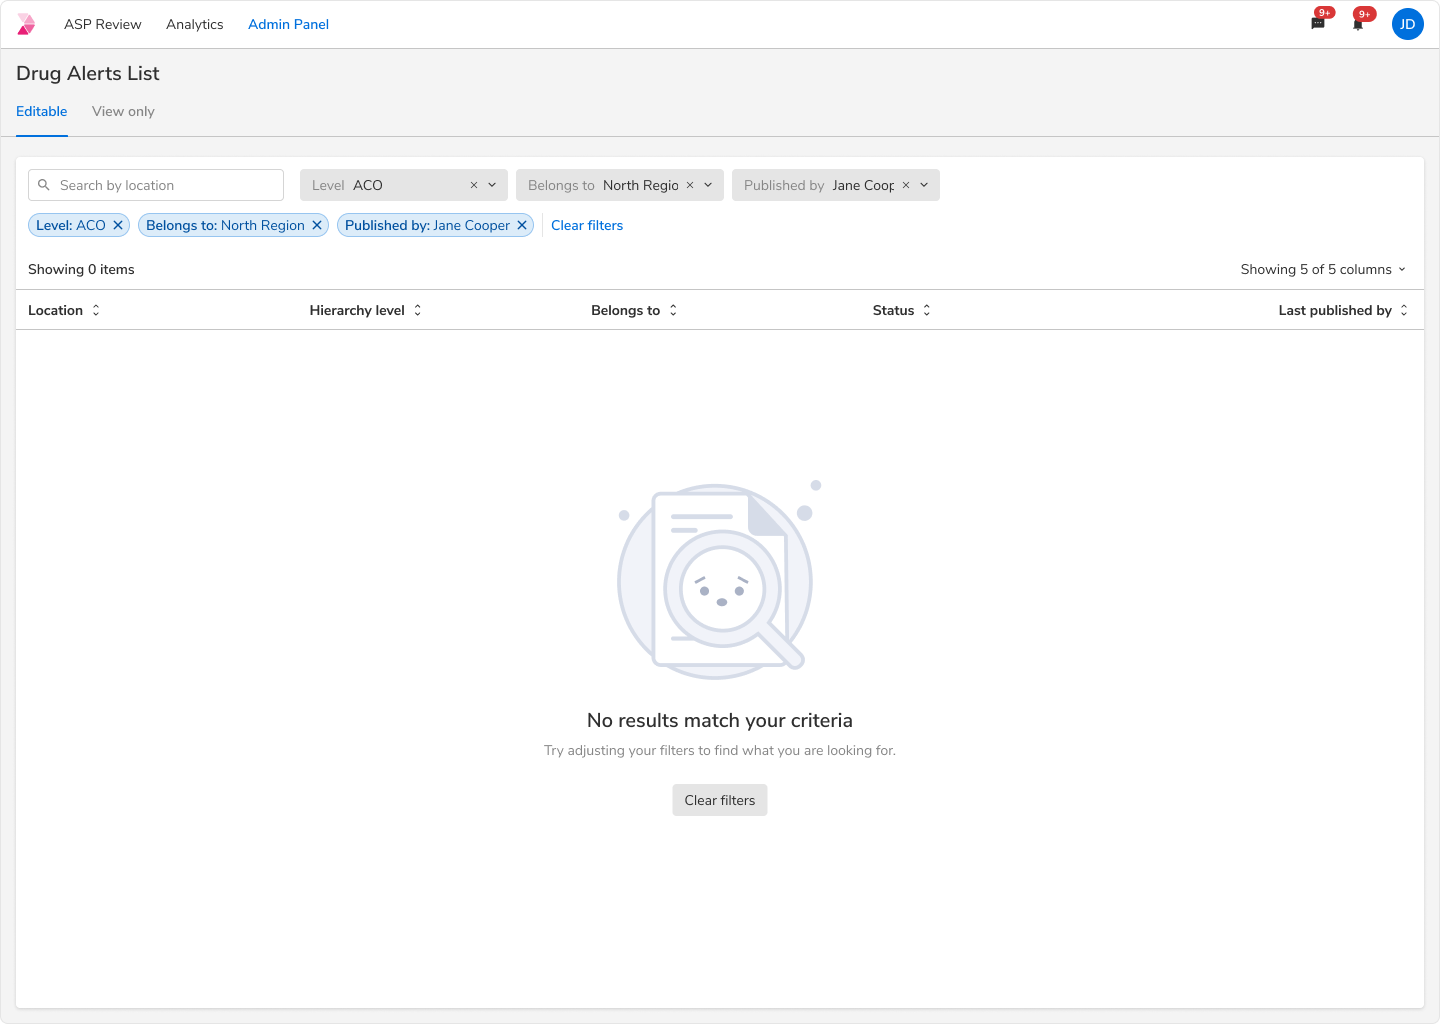 ASP Review Analytics Admin Panel 9+ 9+ JD
Drug Alerts List
Editable View only
Search by location Level ACO Belongs to North Regio Published by Jane Coop
Level: ACO Belongs to: North Region Published by: Jane Cooper Clear filters
Showing 0 items Showing 5 of 5 columns
Location Hierarchy level Belongs to Status Last published by
No results match your criteria
Try adjusting your filters to find what you are looking for.
Clear filters